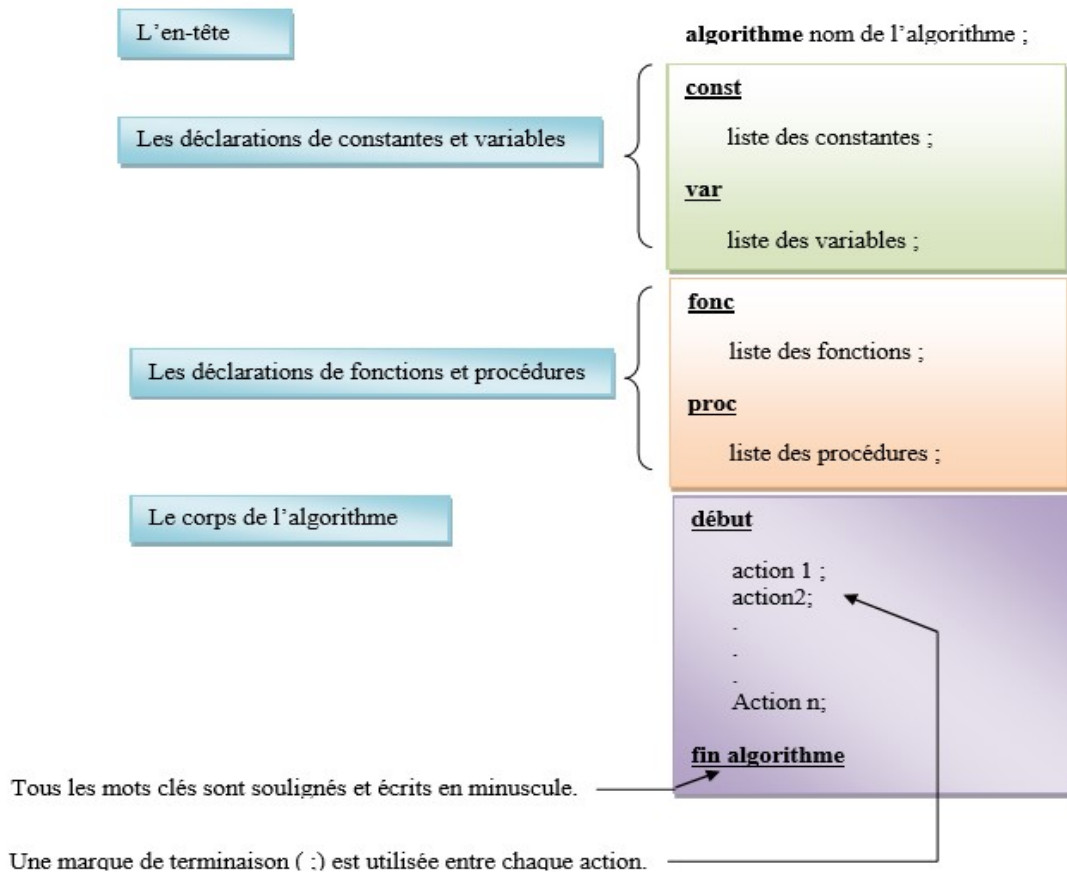 L'en-tête
algorithme nom de l'algorithme ;
Les déclarations de constantes et variables
const
liste des constantes ;
var
liste des variables ;
Les déclarations de fonctions et procédures
fonc
liste des fonctions ;
proc
liste des procédures ;
Le corps de l'algorithme
début
action 1 ;
action2;
.
.
.
Action n;
fin algorithme
Tous les mots clés sont soulignés et écrits en minuscule.
Une marque de terminaison ( ;) est utilisée entre chaque action.